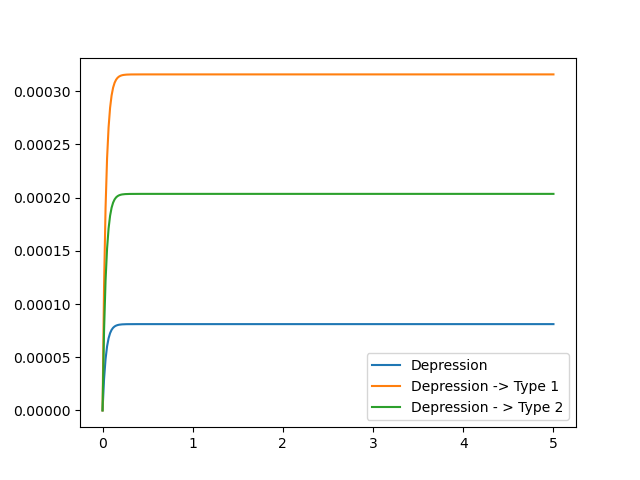 0.00030
0.00025
0.00020
0.00015
0.00010
0.00005
0.00000
0 1 2 3 4 5
Depression
Depression -> Type 1
Depression - > Type 2